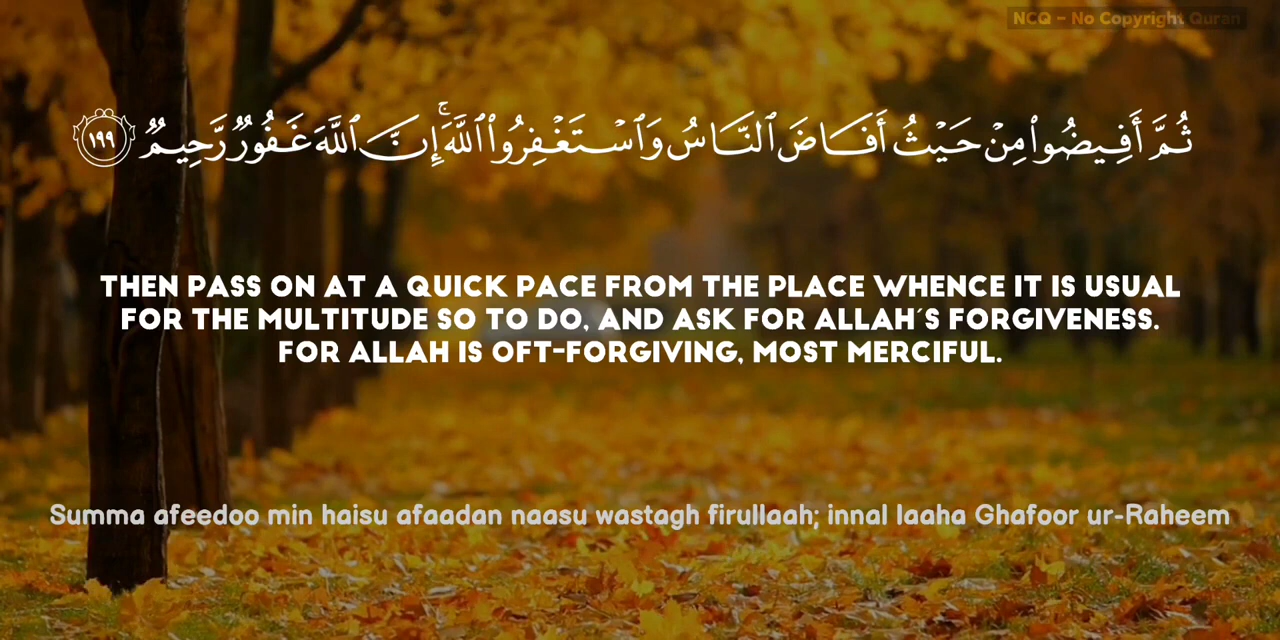 NCQ - No Copyright Quran
ثُمَّ أَفِيضُوا۟ مِنْ حَيْثُ أَفَاضَ ٱلنَّاسُ وَٱسْتَغْفِرُوا۟ ٱللَّهَ ۚ إِنَّ ٱللَّهَ غَفُورٌ رَّحِيمٌ ١٩٩
THEN PASS ON AT A QUICK PACE FROM THE PLACE WHENCE IT IS USUAL
FOR THE MULTITUDE SO TO DO, AND ASK FOR ALLAH´S FORGIVENESS.
FOR ALLAH IS OFT-FORGIVING, MOST MERCIFUL.
Summa afeedoo min haisu afaadan naasu wastagh firullaah; innal laaha Ghafoor ur-Raheem